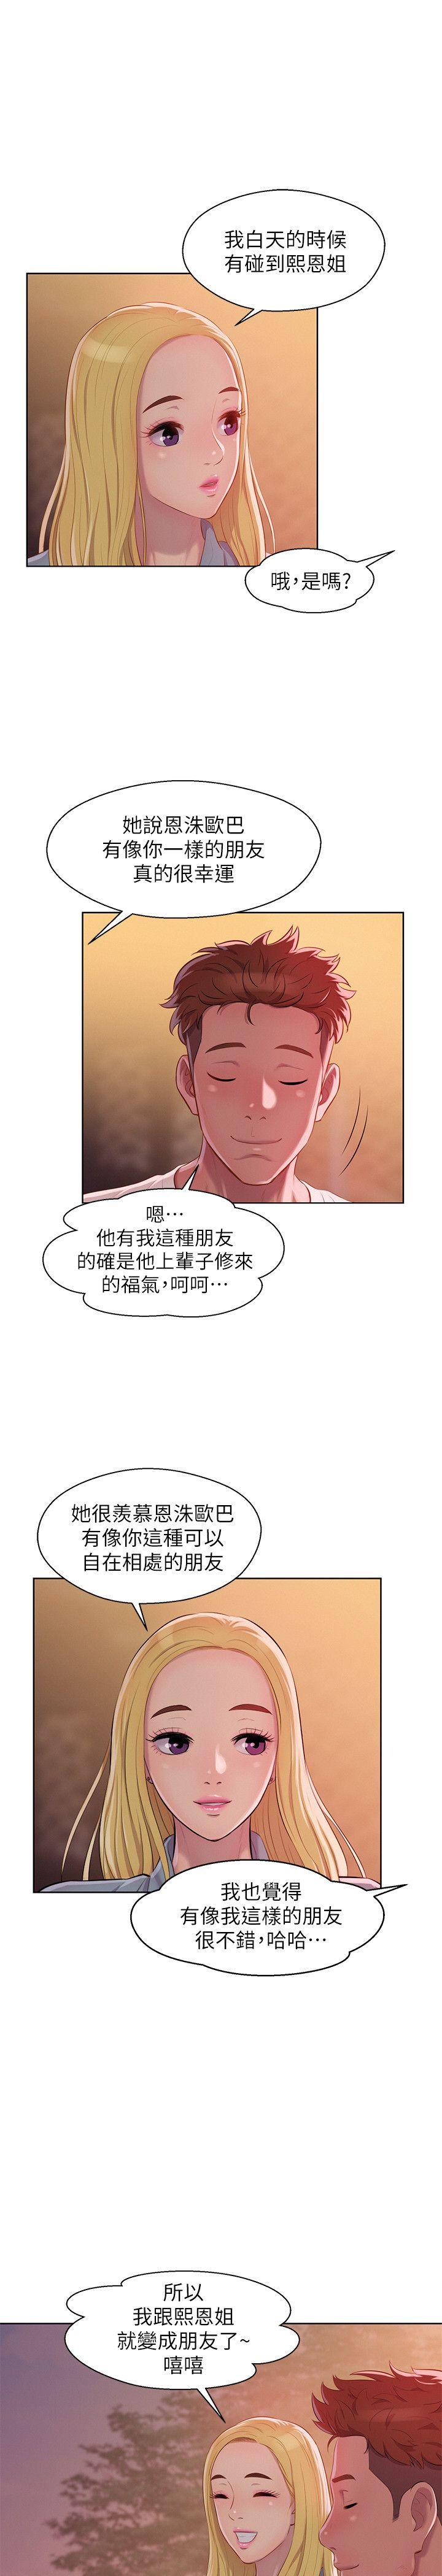 我白天的時候
有碰到熙恩姐
哦，是嗎？
她說恩洙歐巴
有像你一樣的朋友
真的很幸運
嗯…
他有我這種朋友
的確是他上輩子修來
的福氣，呵呵…
她很羨慕恩洙歐巴
有像你這種可以
自在相處的朋友
我也覺得
有像我這樣的朋友
很不錯，哈哈…
所以
我跟熙恩姐
就變成朋友了~
嘻嘻